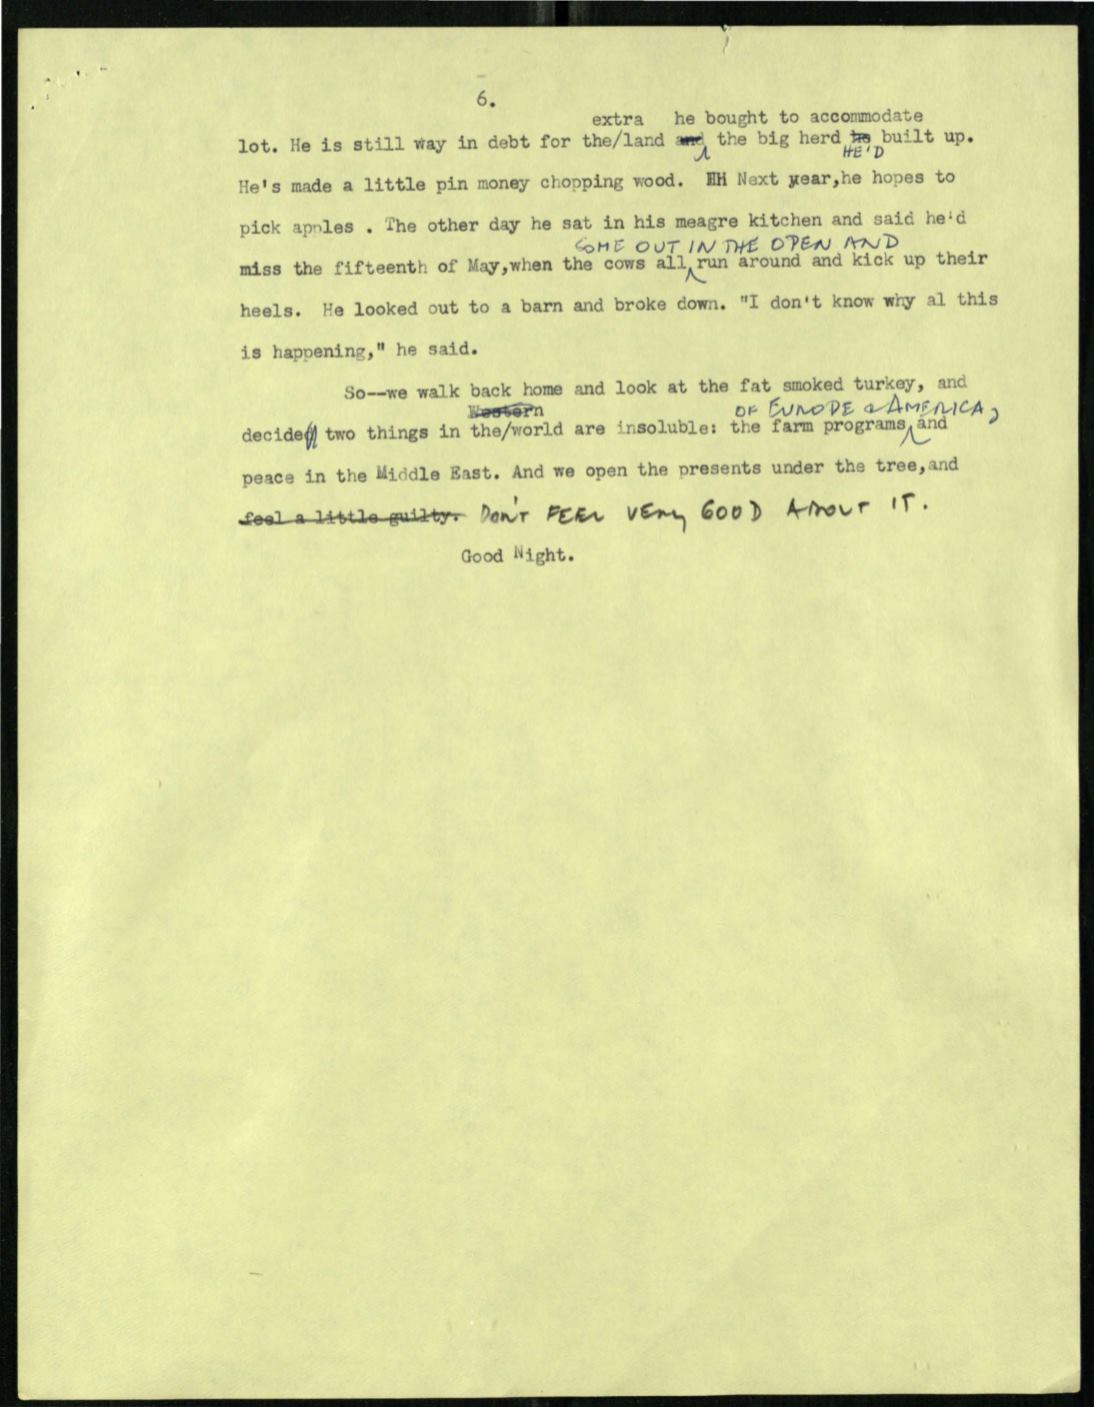 6.
extra he bought to accommodate
lot. He is still way in debt for the/land and the big herd he built up.
HE'D
He's made a little pin money chopping wood. HH Next year,he hopes to
pick apples . The other day he sat in his meagre kitchen and said he'd
COME OUT IN THE OPEN AND
miss the fifteenth of May,when the cows all run around and kick up their
heels. He looked out to a barn and broke down. "I don't know why al this
is happening," he said.
So--we walk back home and look at the fat smoked turkey, and
Western OF EUROPE & AMERICA,
decided two things in the/world are insoluble: the farm programs and
peace in the Middle East. And we open the presents under the tree,and
feel a little guilty. DON'T FEEL VERY GOOD ABOUT IT.
Good Night.